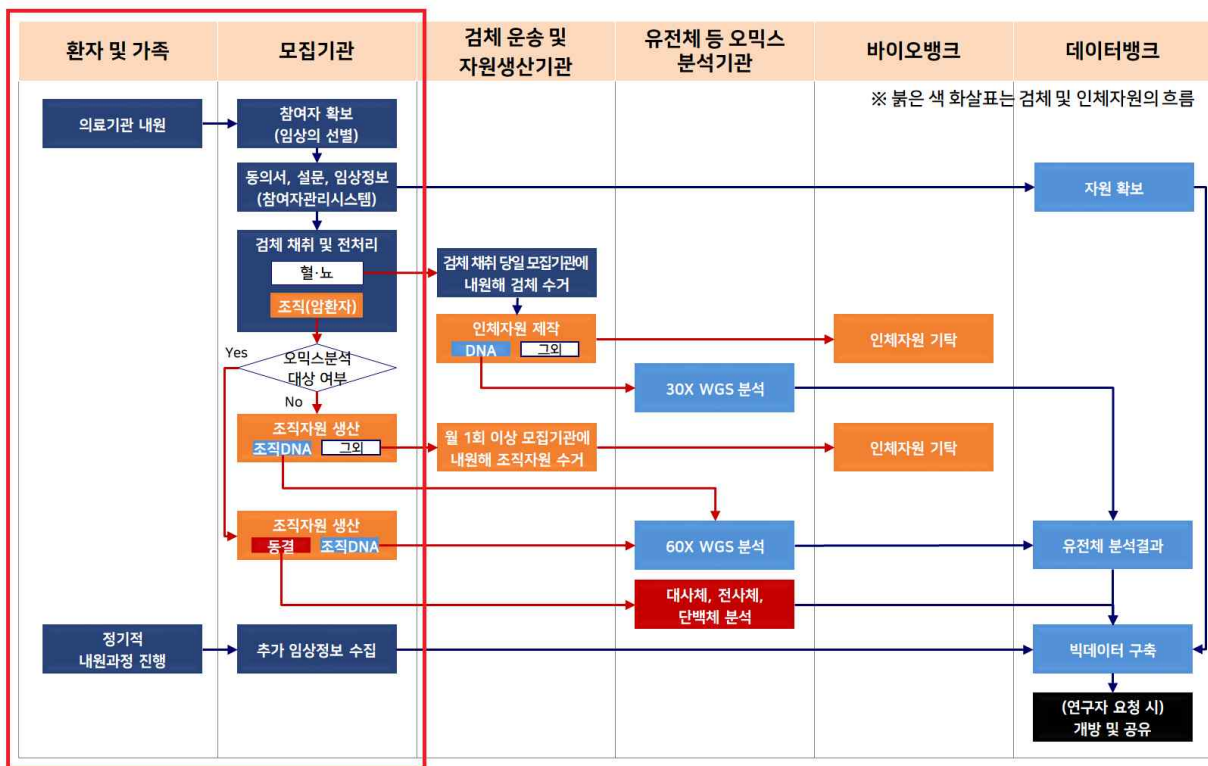 환자 및 가족
모집기관
검체 운송 및
자원생산기관
유전체 등 오믹스
분석기관
바이오뱅크
데이터뱅크
※ 붉은 색 화살표는 검체 및 인체자원의 흐름
의료기관 내원
참여자 확보
(임상의 선별)
동의서, 설문, 임상정보
(참여자관리시스템)
자원 확보
검체 채취 및 전처리
혈·뇨
조직(암환자)
검체 채취 당일 모집기관에
내원해 검체 수거
인체자원 제작
DNA 그외
인체자원 기탁
Yes
오믹스분석
대상 여부
No
30X WGS 분석
조직자원 생산
조직DNA 그외
월 1회 이상 모집기관에
내원해 조직자원 수거
인체자원 기탁
조직자원 생산
동결 조직DNA
60X WGS 분석
유전체 분석결과
대사체, 전사체,
단백체 분석
정기적
내원과정 진행
추가 임상정보 수집
빅데이터 구축
(연구자 요청 시)
개방 및 공유